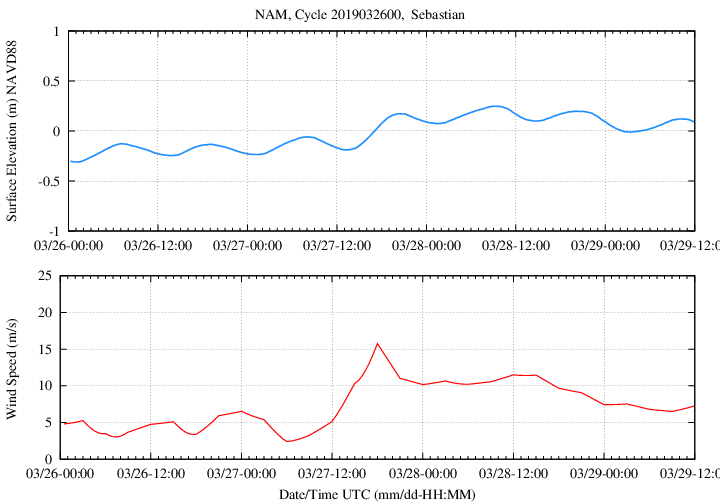 NAM, Cycle 2019032600,  Sebastian
Surface Elevation (m) NAVD88
1
0.5
0
-0.5
-1
03/26-00:00 03/26-12:00 03/27-00:00 03/27-12:00 03/28-00:00 03/28-12:00 03/29-00:00 03/29-12:0
Wind Speed (m/s)
25
20
15
10
5
0
03/26-00:00 03/26-12:00 03/27-00:00 03/27-12:00 03/28-00:00 03/28-12:00 03/29-00:00 03/29-12:0
Date/Time UTC (mm/dd-HH:MM)